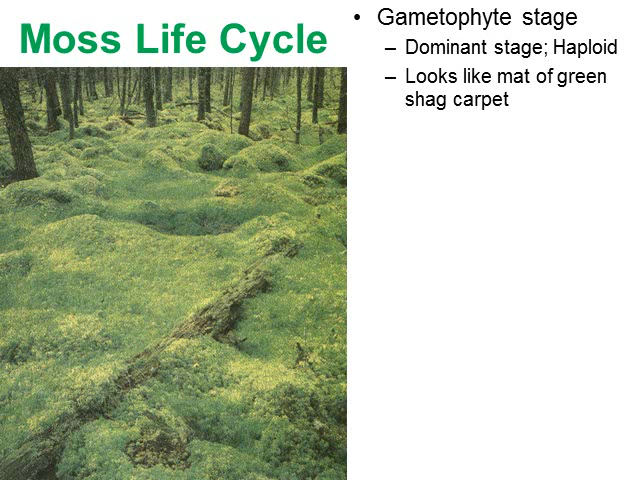 Moss Life Cycle
• Gametophyte stage
– Dominant stage; Haploid
– Looks like mat of green
shag carpet